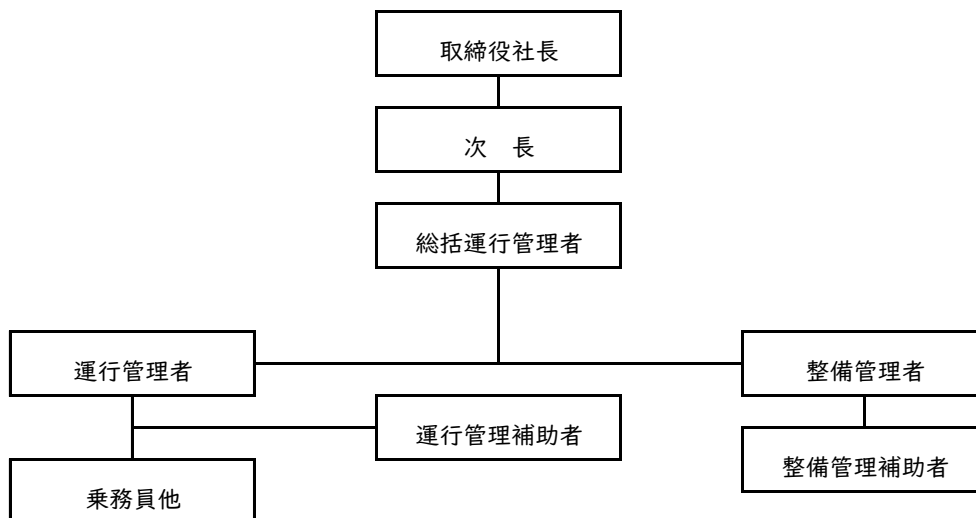 取締役社長
次　長
総括運行管理者
運行管理者
整備管理者
運行管理補助者
整備管理補助者
乗務員他